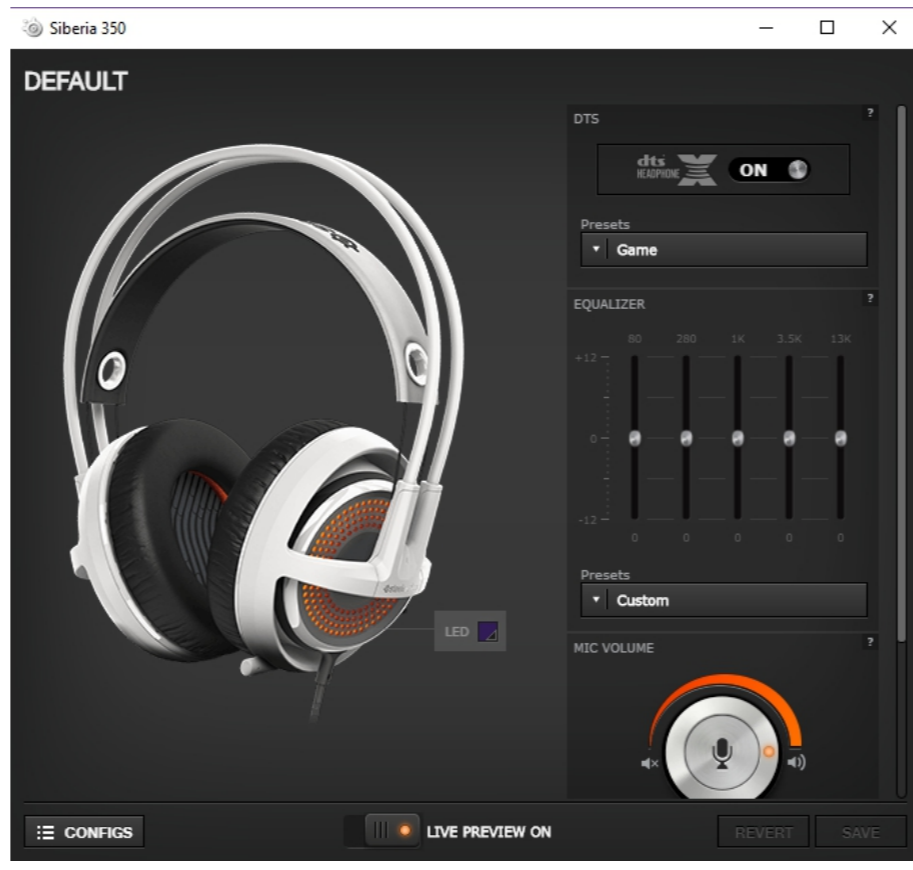 Siberia 350
DEFAULT
DTS
?
dts
HEADPHONE X
ON
Presets
Game
EQUALIZER
?
80 280 1K 3.5K 13K
+12
0
-12
0 0 0 0 0
Presets
Custom
LED
MIC VOLUME
?
CONFIGS
LIVE PREVIEW ON
REVERT
SAVE